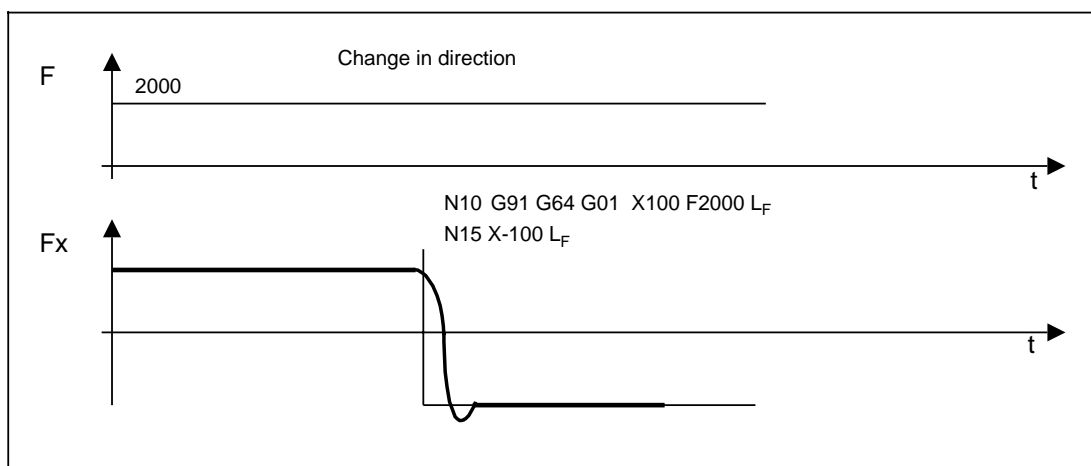 Change in direction
F
2000
t
N10 G91 G64 G01 X100 F2000 LF
N15 X-100 LF
Fx
t